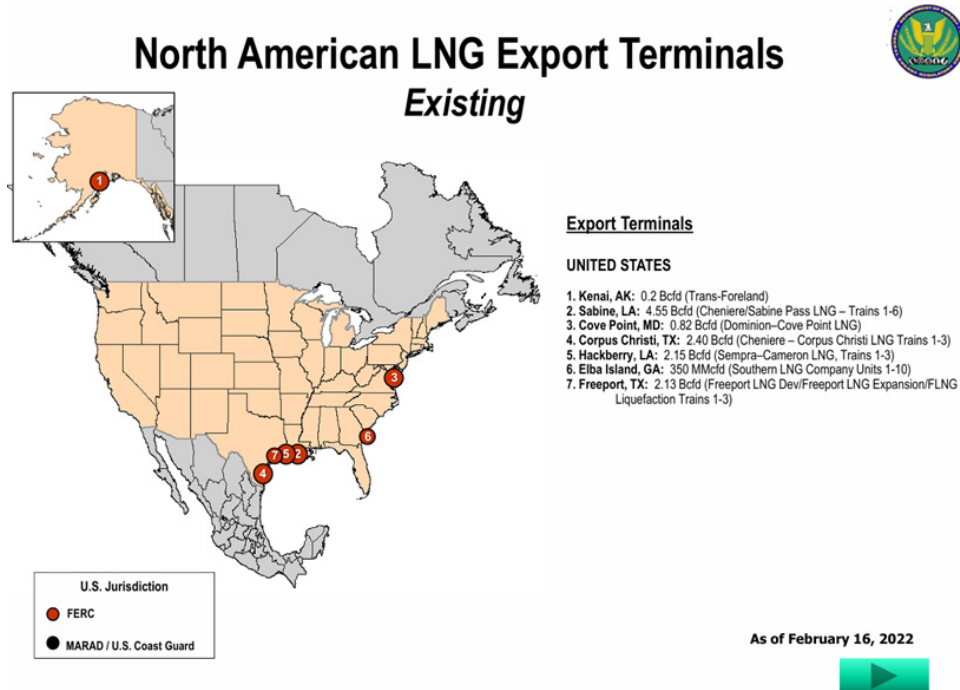 North American LNG Export Terminals
Existing
1
Export Terminals
UNITED STATES
1. Kenai, AK: 0.2 Bcfd (Trans-Foreland)
2. Sabine, LA: 4.55 Bcfd (Cheniere/Sabine Pass LNG – Trains 1-6)
3. Cove Point, MD: 0.82 Bcfd (Dominion–Cove Point LNG)
4. Corpus Christi, TX: 2.40 Bcfd (Cheniere – Corpus Christi LNG Trains 1-3)
5. Hackberry, LA: 2.15 Bcfd (Sempra–Cameron LNG, Trains 1-3)
6. Elba Island, GA: 350 MMcfd (Southern LNG Company Units 1-10)
7. Freeport, TX: 2.13 Bcfd (Freeport LNG Dev/Freeport LNG Expansion/FLNG
Liquefaction Trains 1-3)
3
6
7 5 2
4
U.S. Jurisdiction
FERC
MARAD / U.S. Coast Guard
As of February 16, 2022